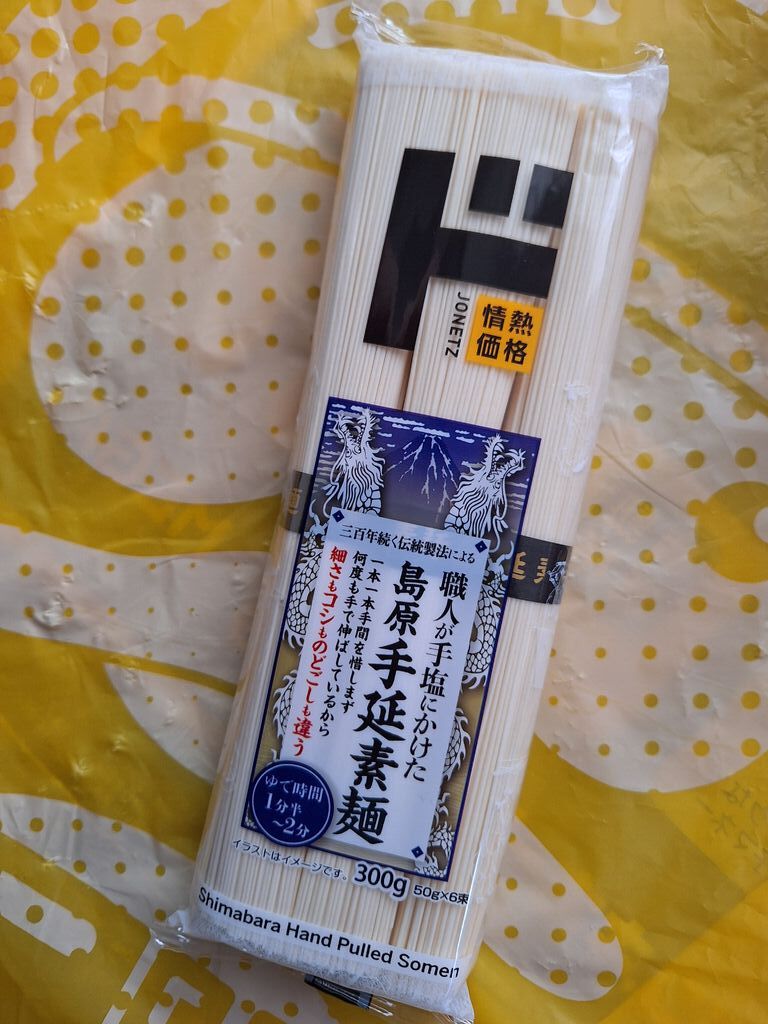 ド
JONETZ
情熱
価格
三百年続く伝統製法による
職人が手塩にかけた
島原手延素麺
一本一本手間を惜しまず
何度も手で伸ばしているから
細さもコシものどごしも違う
ゆで時間
1分半
~2分
イラストはイメージです。
300g 50g×6束
Shimabara Hand Pulled Somen